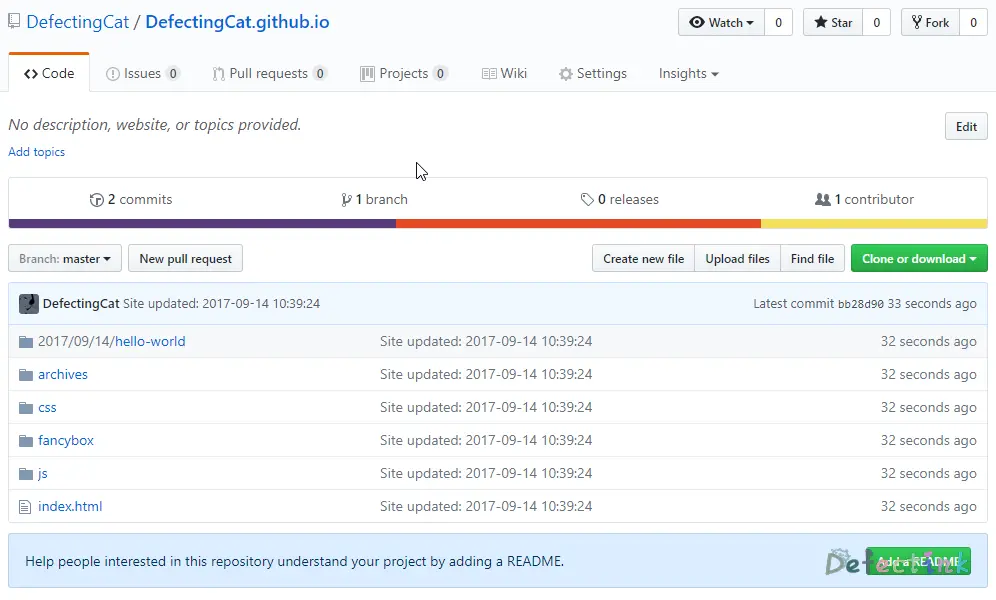 DefectingCat / DefectingCat.github.io
Watch 0 Star 0 Fork 0
Code Issues 0 Pull requests 0 Projects 0 Wiki Settings Insights
No description, website, or topics provided.
Edit
Add topics
2 commits 1 branch 0 releases 1 contributor
Branch: master New pull request Create new file Upload files Find file Clone or download
DefectingCat Site updated: 2017-09-14 10:39:24 Latest commit bb28d90 33 seconds ago
2017/09/14/hello-world Site updated: 2017-09-14 10:39:24 32 seconds ago
archives Site updated: 2017-09-14 10:39:24 32 seconds ago
css Site updated: 2017-09-14 10:39:24 32 seconds ago
fancybox Site updated: 2017-09-14 10:39:24 32 seconds ago
js Site updated: 2017-09-14 10:39:24 32 seconds ago
index.html Site updated: 2017-09-14 10:39:24 32 seconds ago
Help people interested in this repository understand your project by adding a README. Add a README
DefectInk